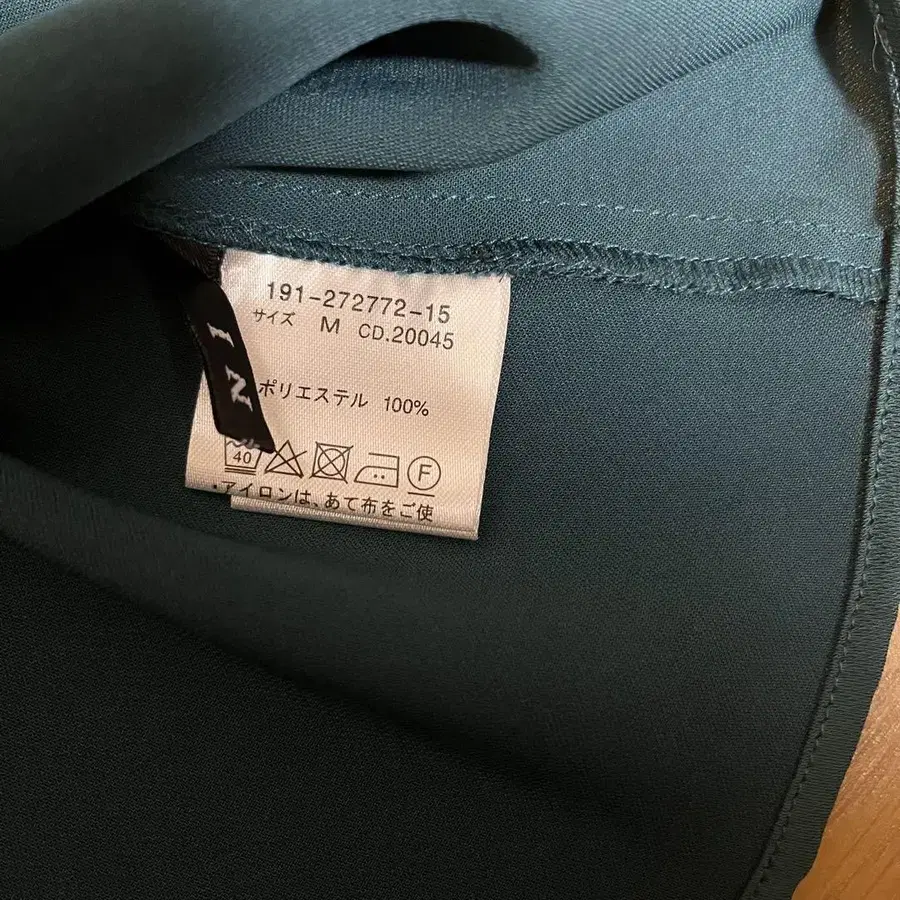 191-272772-15
サイズ M CD.20045
ポリエステル 100%
40 F
・アイロンは、あて布をご使
I N